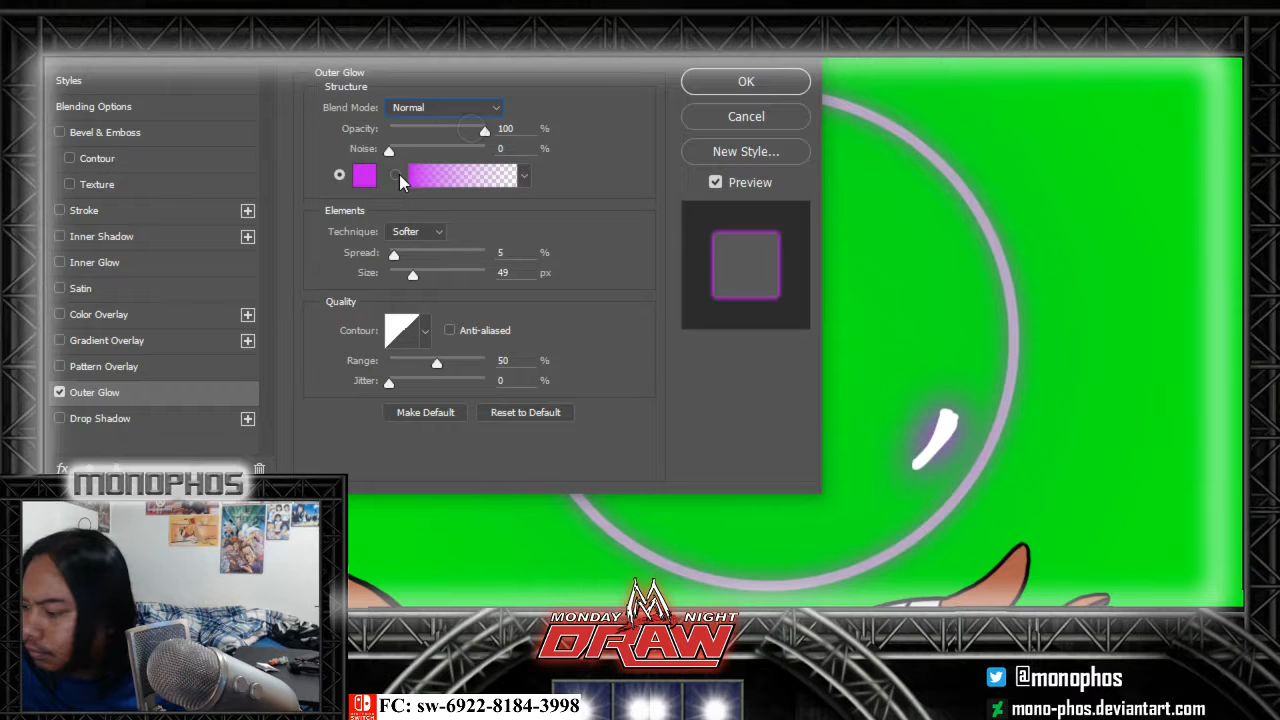 Styles
Blending Options
Bevel & Emboss
Contour
Texture
Stroke
Inner Shadow
Inner Glow
Satin
Color Overlay
Gradient Overlay
Pattern Overlay
Outer Glow
Drop Shadow
fx
Outer Glow
Structure
Blend Mode: Normal
Opacity: 100 %
Noise: 0 %
Elements
Technique: Softer
Spread: 5 %
Size: 49 px
Quality
Contour: Anti-aliased
Range: 50 %
Jitter: 0 %
Make Default Reset to Default
OK
Cancel
New Style...
Preview
MONOPHOS
MONDAY NIGHT
DRAW
NINTENDO SWITCH
FC: sw-6922-8184-3998
@monophos
mono-phos.deviantart.com